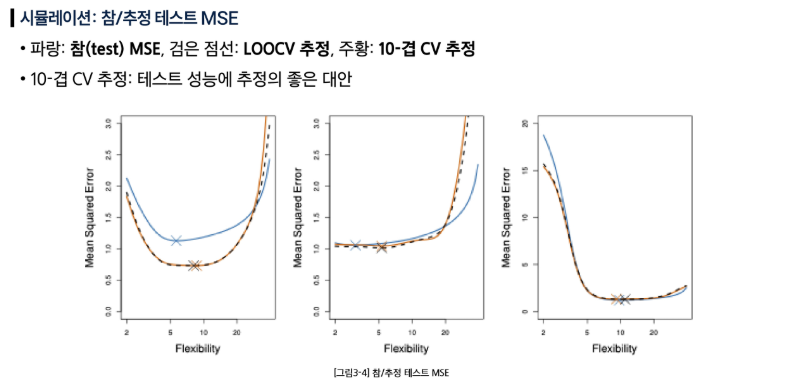 시뮬레이션: 참/추정 테스트 MSE
• 파랑: 참(test) MSE, 검은 점선: LOOCV 추정, 주황: 10-겹 CV 추정
• 10-겹 CV 추정: 테스트 성능에 추정의 좋은 대안
Mean Squared Error
3.0
2.5
2.0
1.5
1.0
0.5
0.0
2 5 10 20
Flexibility
Mean Squared Error
3.0
2.5
2.0
1.5
1.0
0.5
0.0
2 5 10 20
Flexibility
Mean Squared Error
20
15
10
5
0
2 5 10 20
Flexibility
[그림3-4] 참/추정 테스트 MSE